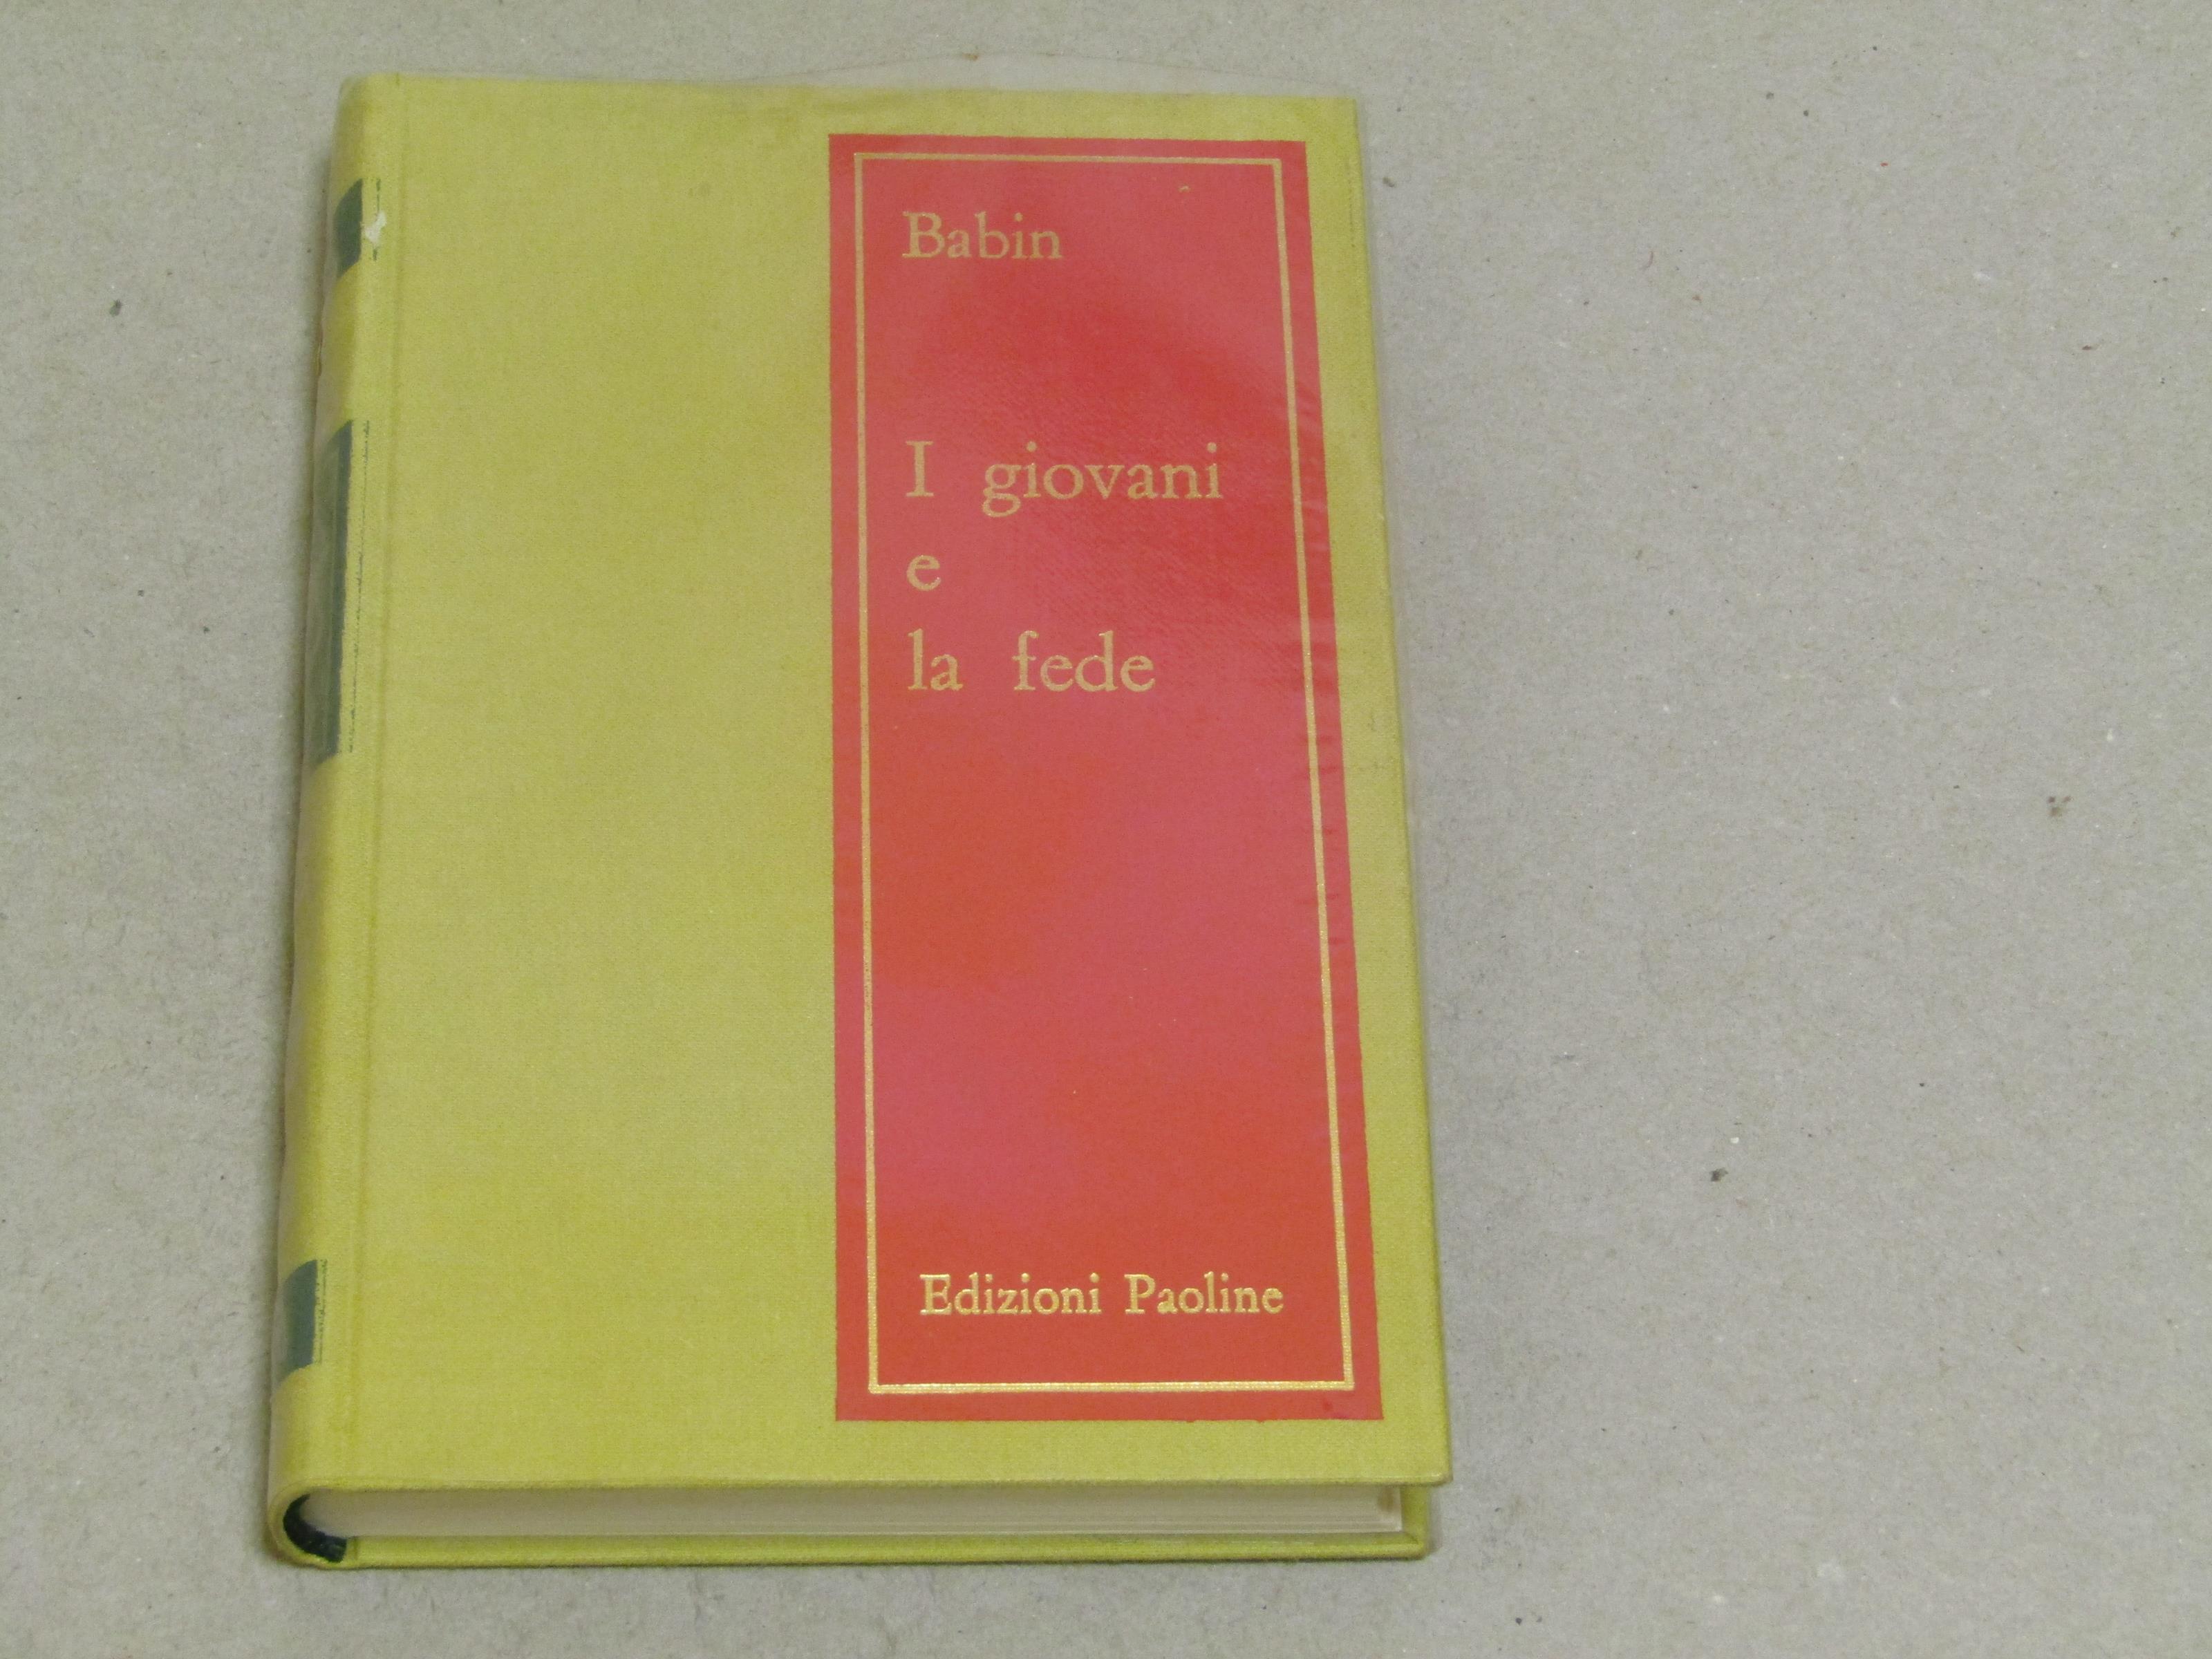 Babin
I giovani
e
la fede
Edizioni Paoline